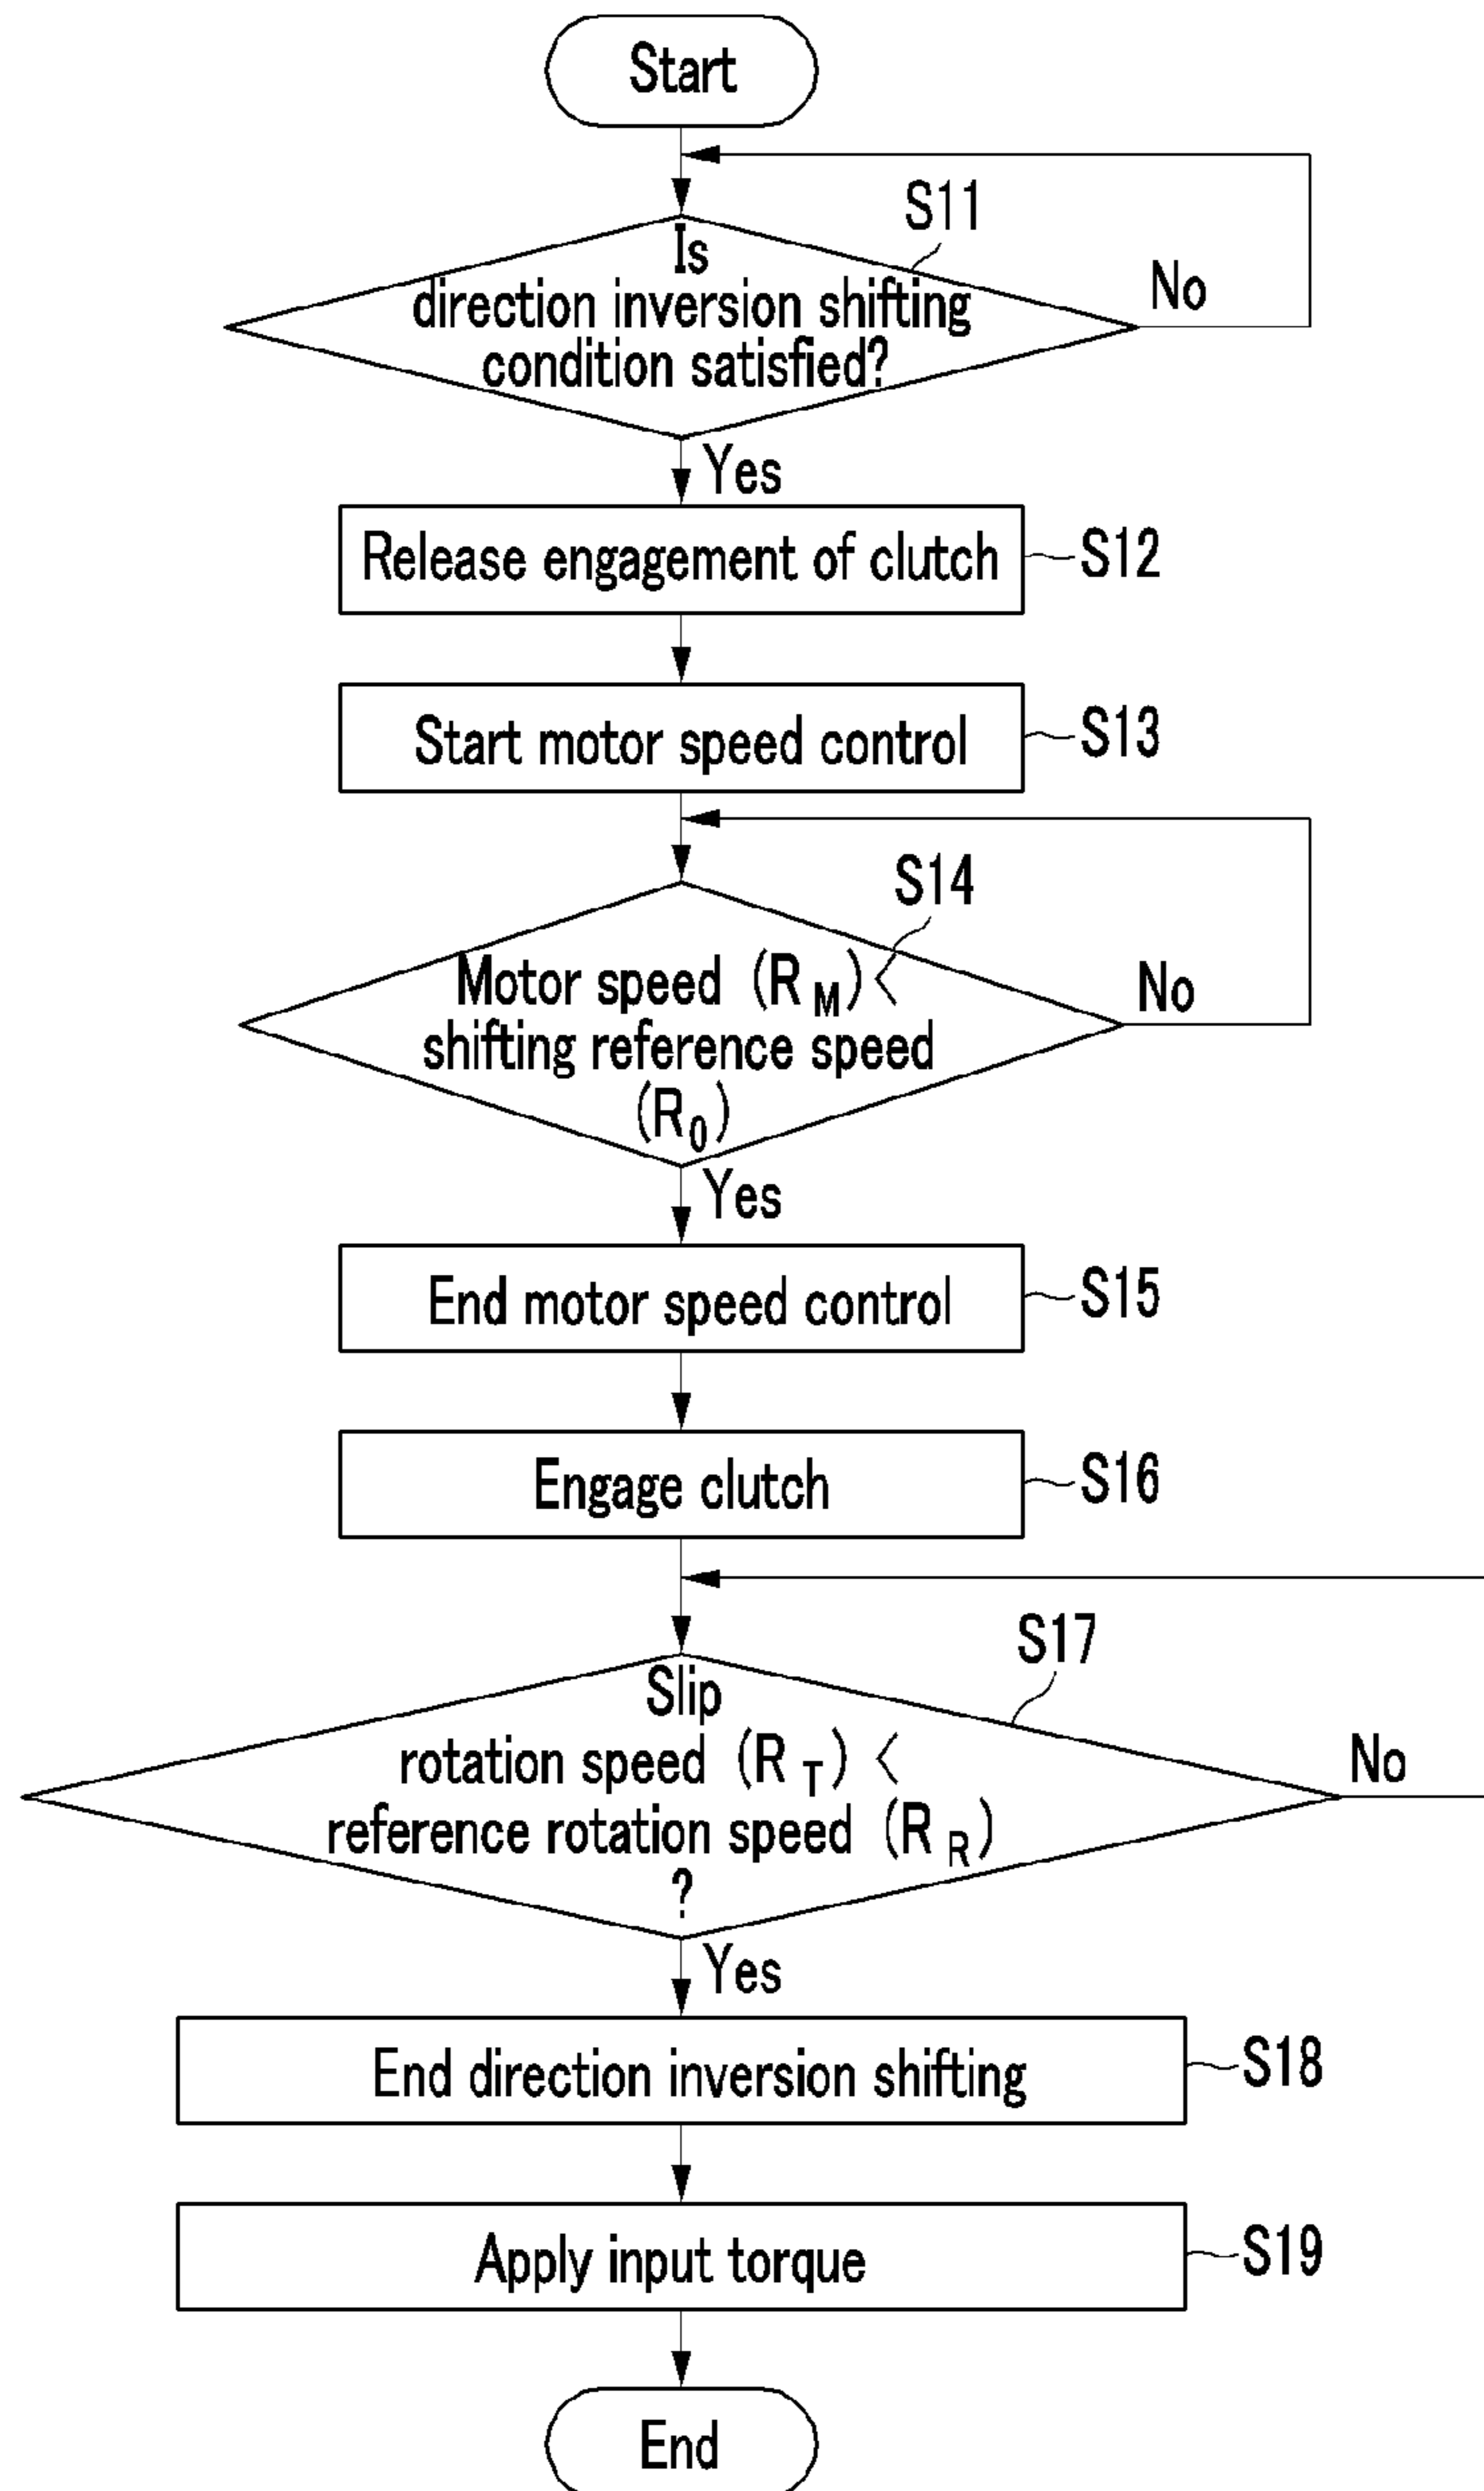 Start
S11
Is
direction inversion shifting
condition satisfied?
No
Yes
Release engagement of clutch
S12
Start motor speed control
S13
S14
Motor speed (R M) <
shifting reference speed
(R0)
No
Yes
End motor speed control
S15
Engage clutch
S16
S17
Slip
rotation speed (R T) <
reference rotation speed (R R)
?
No
Yes
End direction inversion shifting
S18
Apply input torque
S19
End